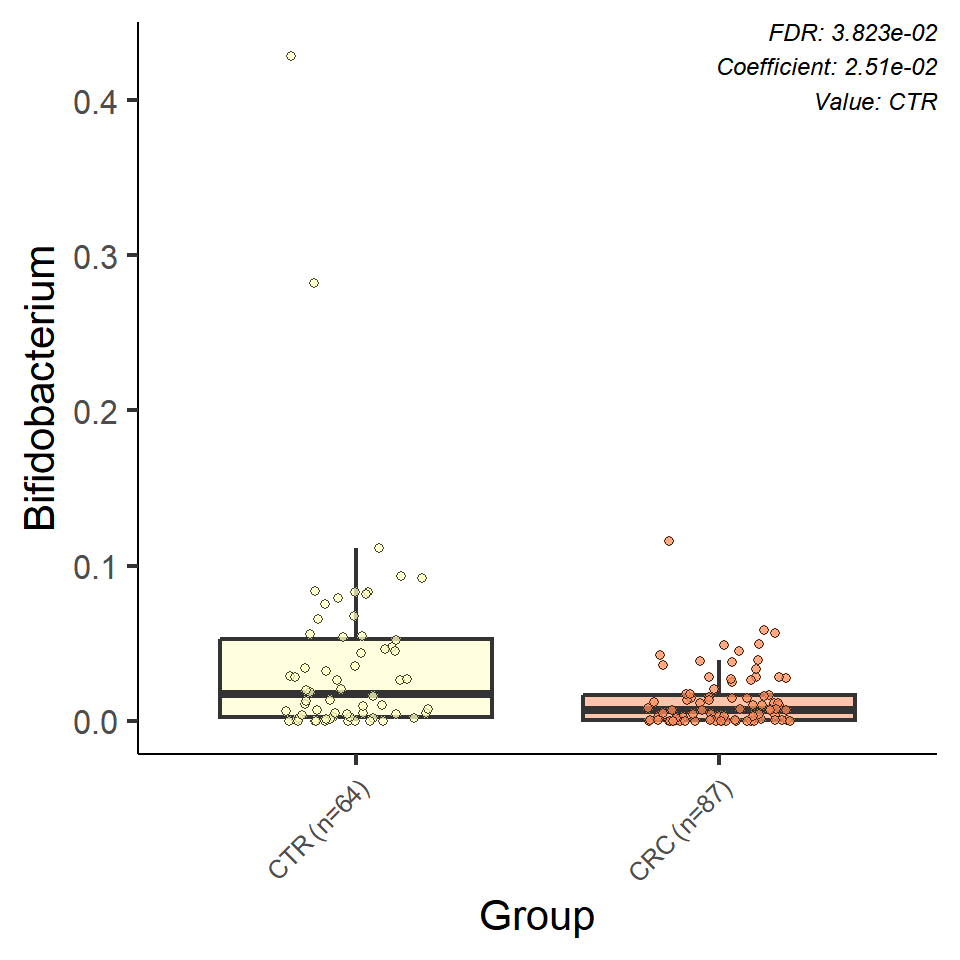 FDR: 3.823e-02
Coefficient: 2.51e-02
Value: CTR
Bifidobacterium
0.4
0.3
0.2
0.1
0.0
CTR (n=64)
CRC (n=87)
Group